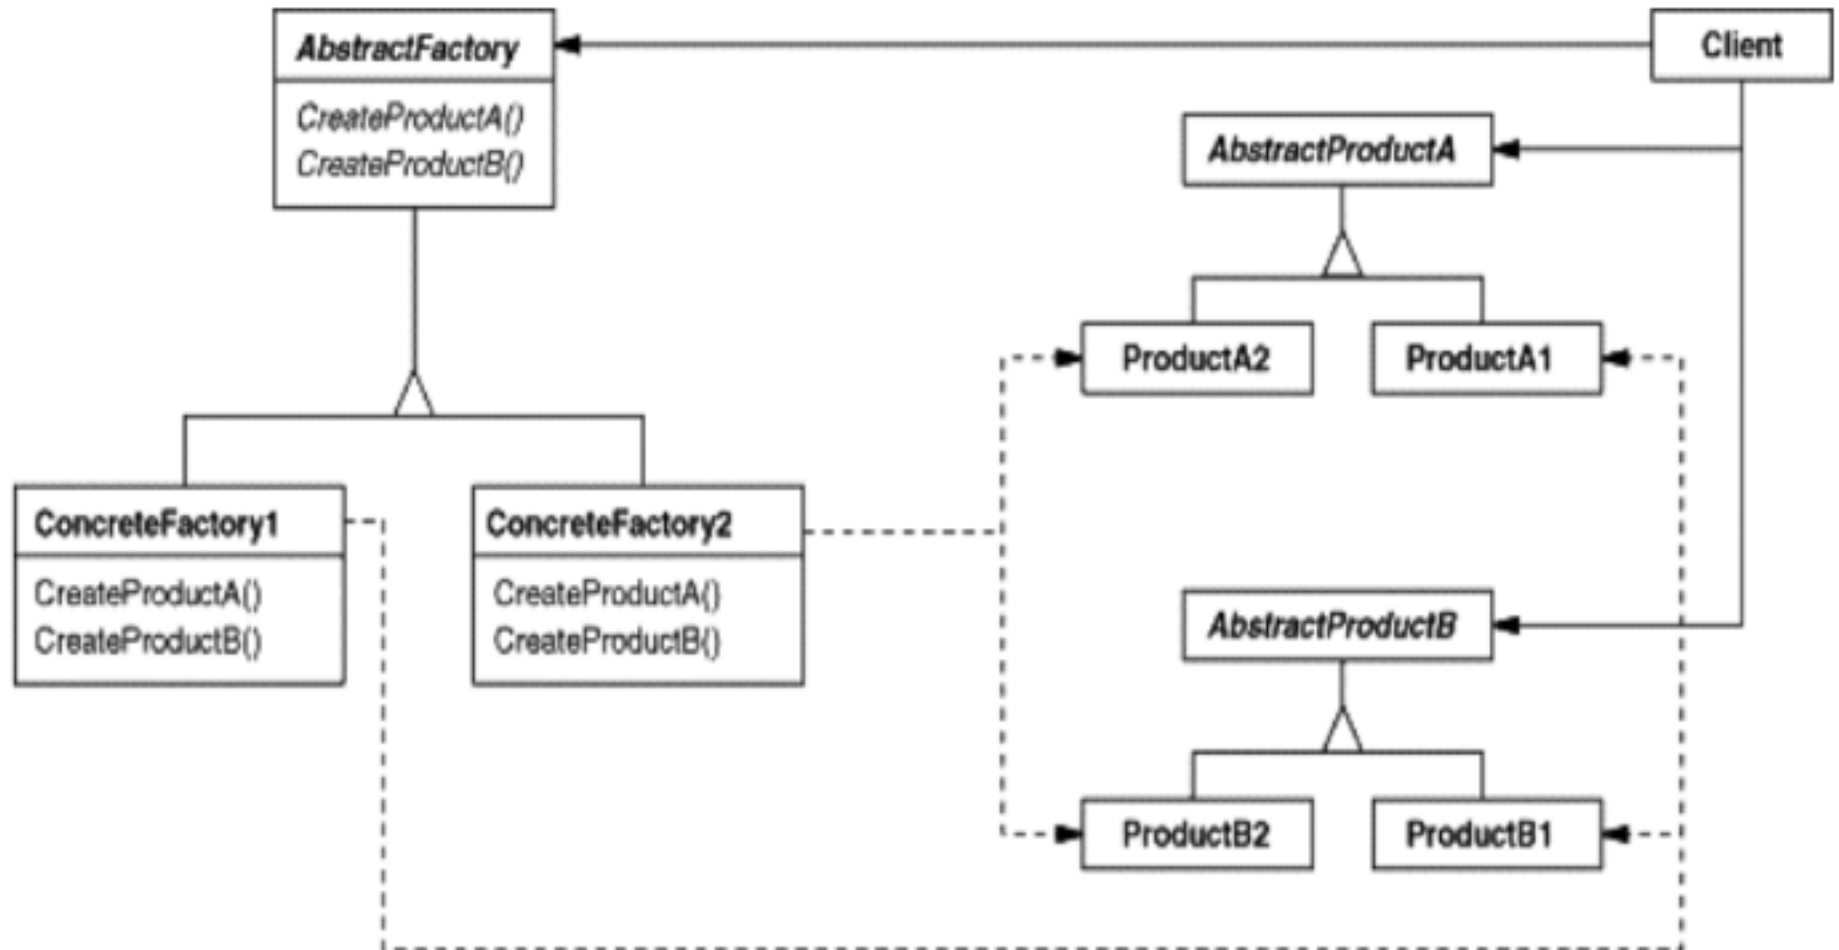 AbstractFactory
CreateProductA()
CreateProductB()
Client
AbstractProductA
ProductA2
ProductA1
ConcreteFactory1
CreateProductA()
CreateProductB()
ConcreteFactory2
CreateProductA()
CreateProductB()
AbstractProductB
ProductB2
ProductB1